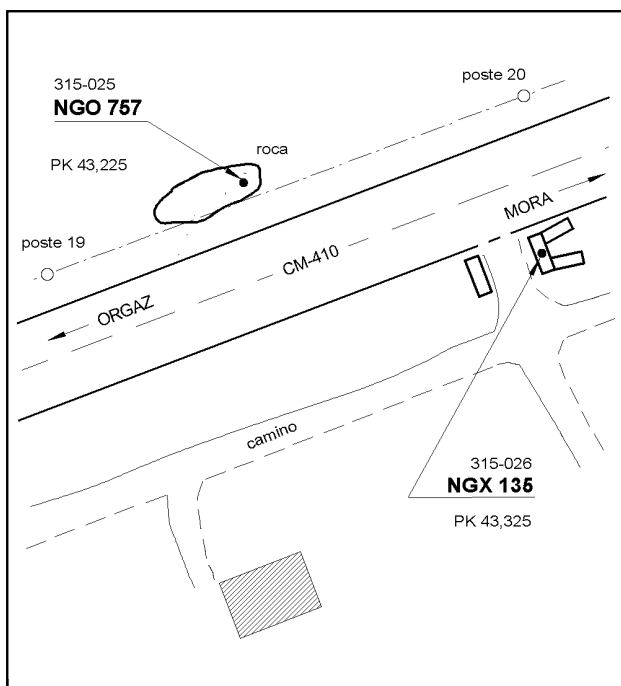 315-025
NGO 757
PK 43,225
poste 20
roca
poste 19
MORA
CM-410
ORGAZ
camino
315-026
NGX 135
PK 43,325